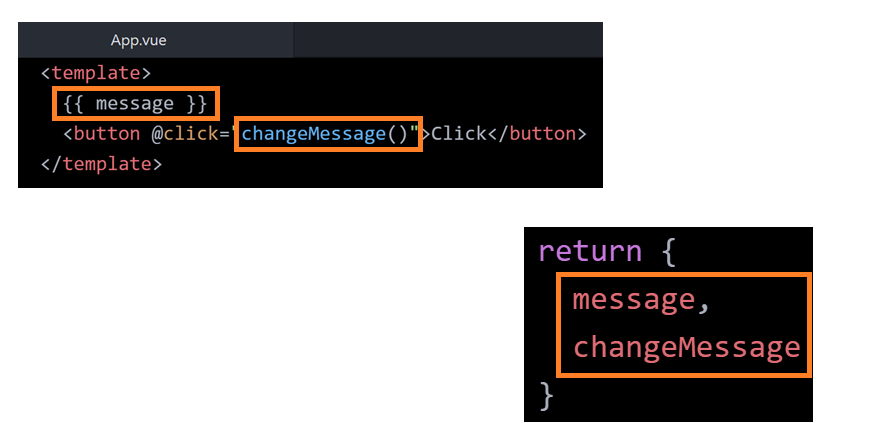 App.vue
<template>
{{ message }}
<button @click="changeMessage()">Click</button>
</template>
return {
message,
changeMessage
}